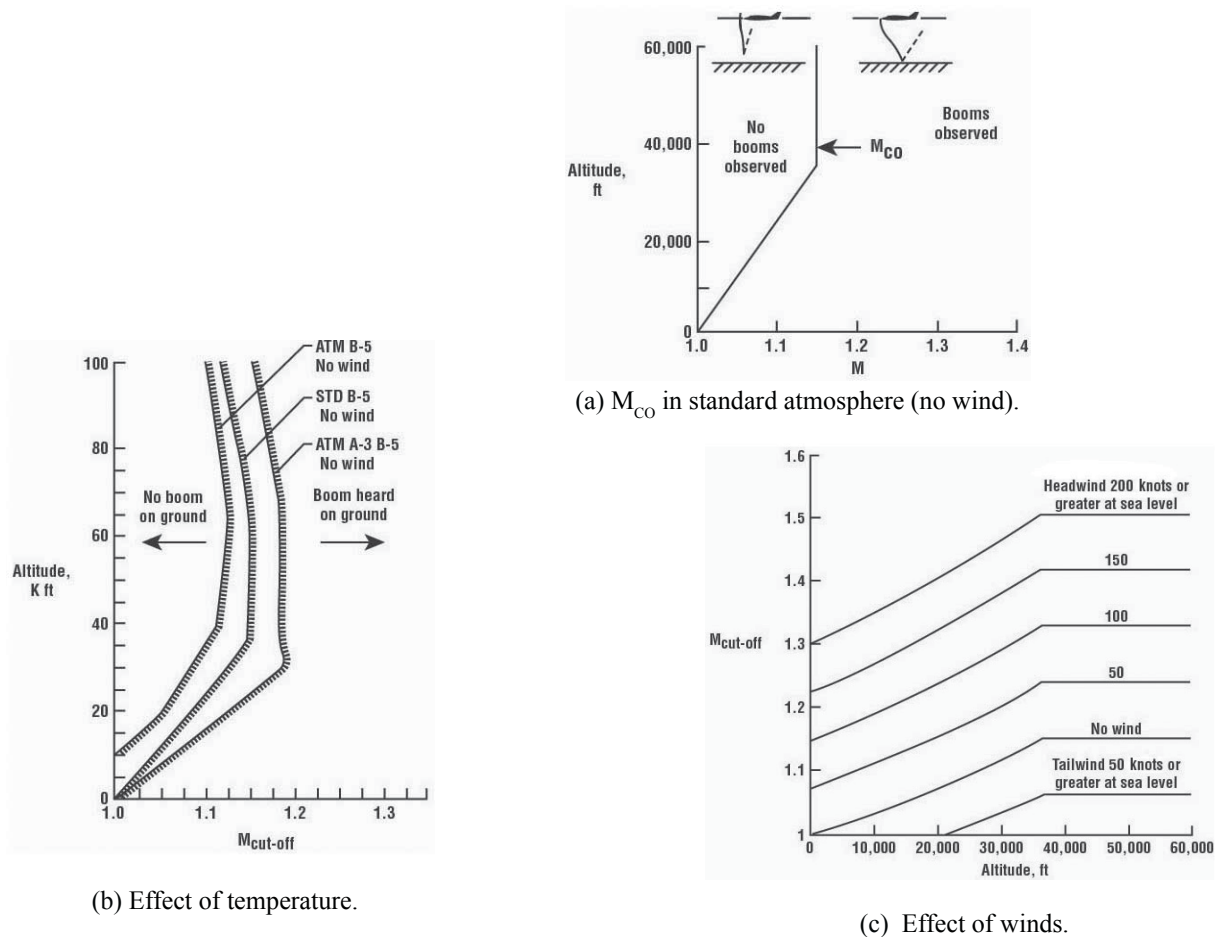 60,000
40,000
20,000
0
Altitude,
ft
No
booms
observed
Booms
observed
M_CO
1.0 1.1 1.2 1.3 1.4
M
(a) M_CO in standard atmosphere (no wind).
100
80
60
40
20
0
Altitude,
K ft
ATM B-5
No wind
STD B-5
No wind
ATM A-3 B-5
No wind
No boom
on ground
Boom heard
on ground
1.0 1.1 1.2 1.3
M_cut-off
(b) Effect of temperature.
1.6
1.5
1.4
1.3
1.2
1.1
1
M_cut-off
Headwind 200 knots or
greater at sea level
150
100
50
No wind
Tailwind 50 knots or
greater at sea level
0 10,000 20,000 30,000 40,000 50,000 60,000
Altitude, ft
(c) Effect of winds.